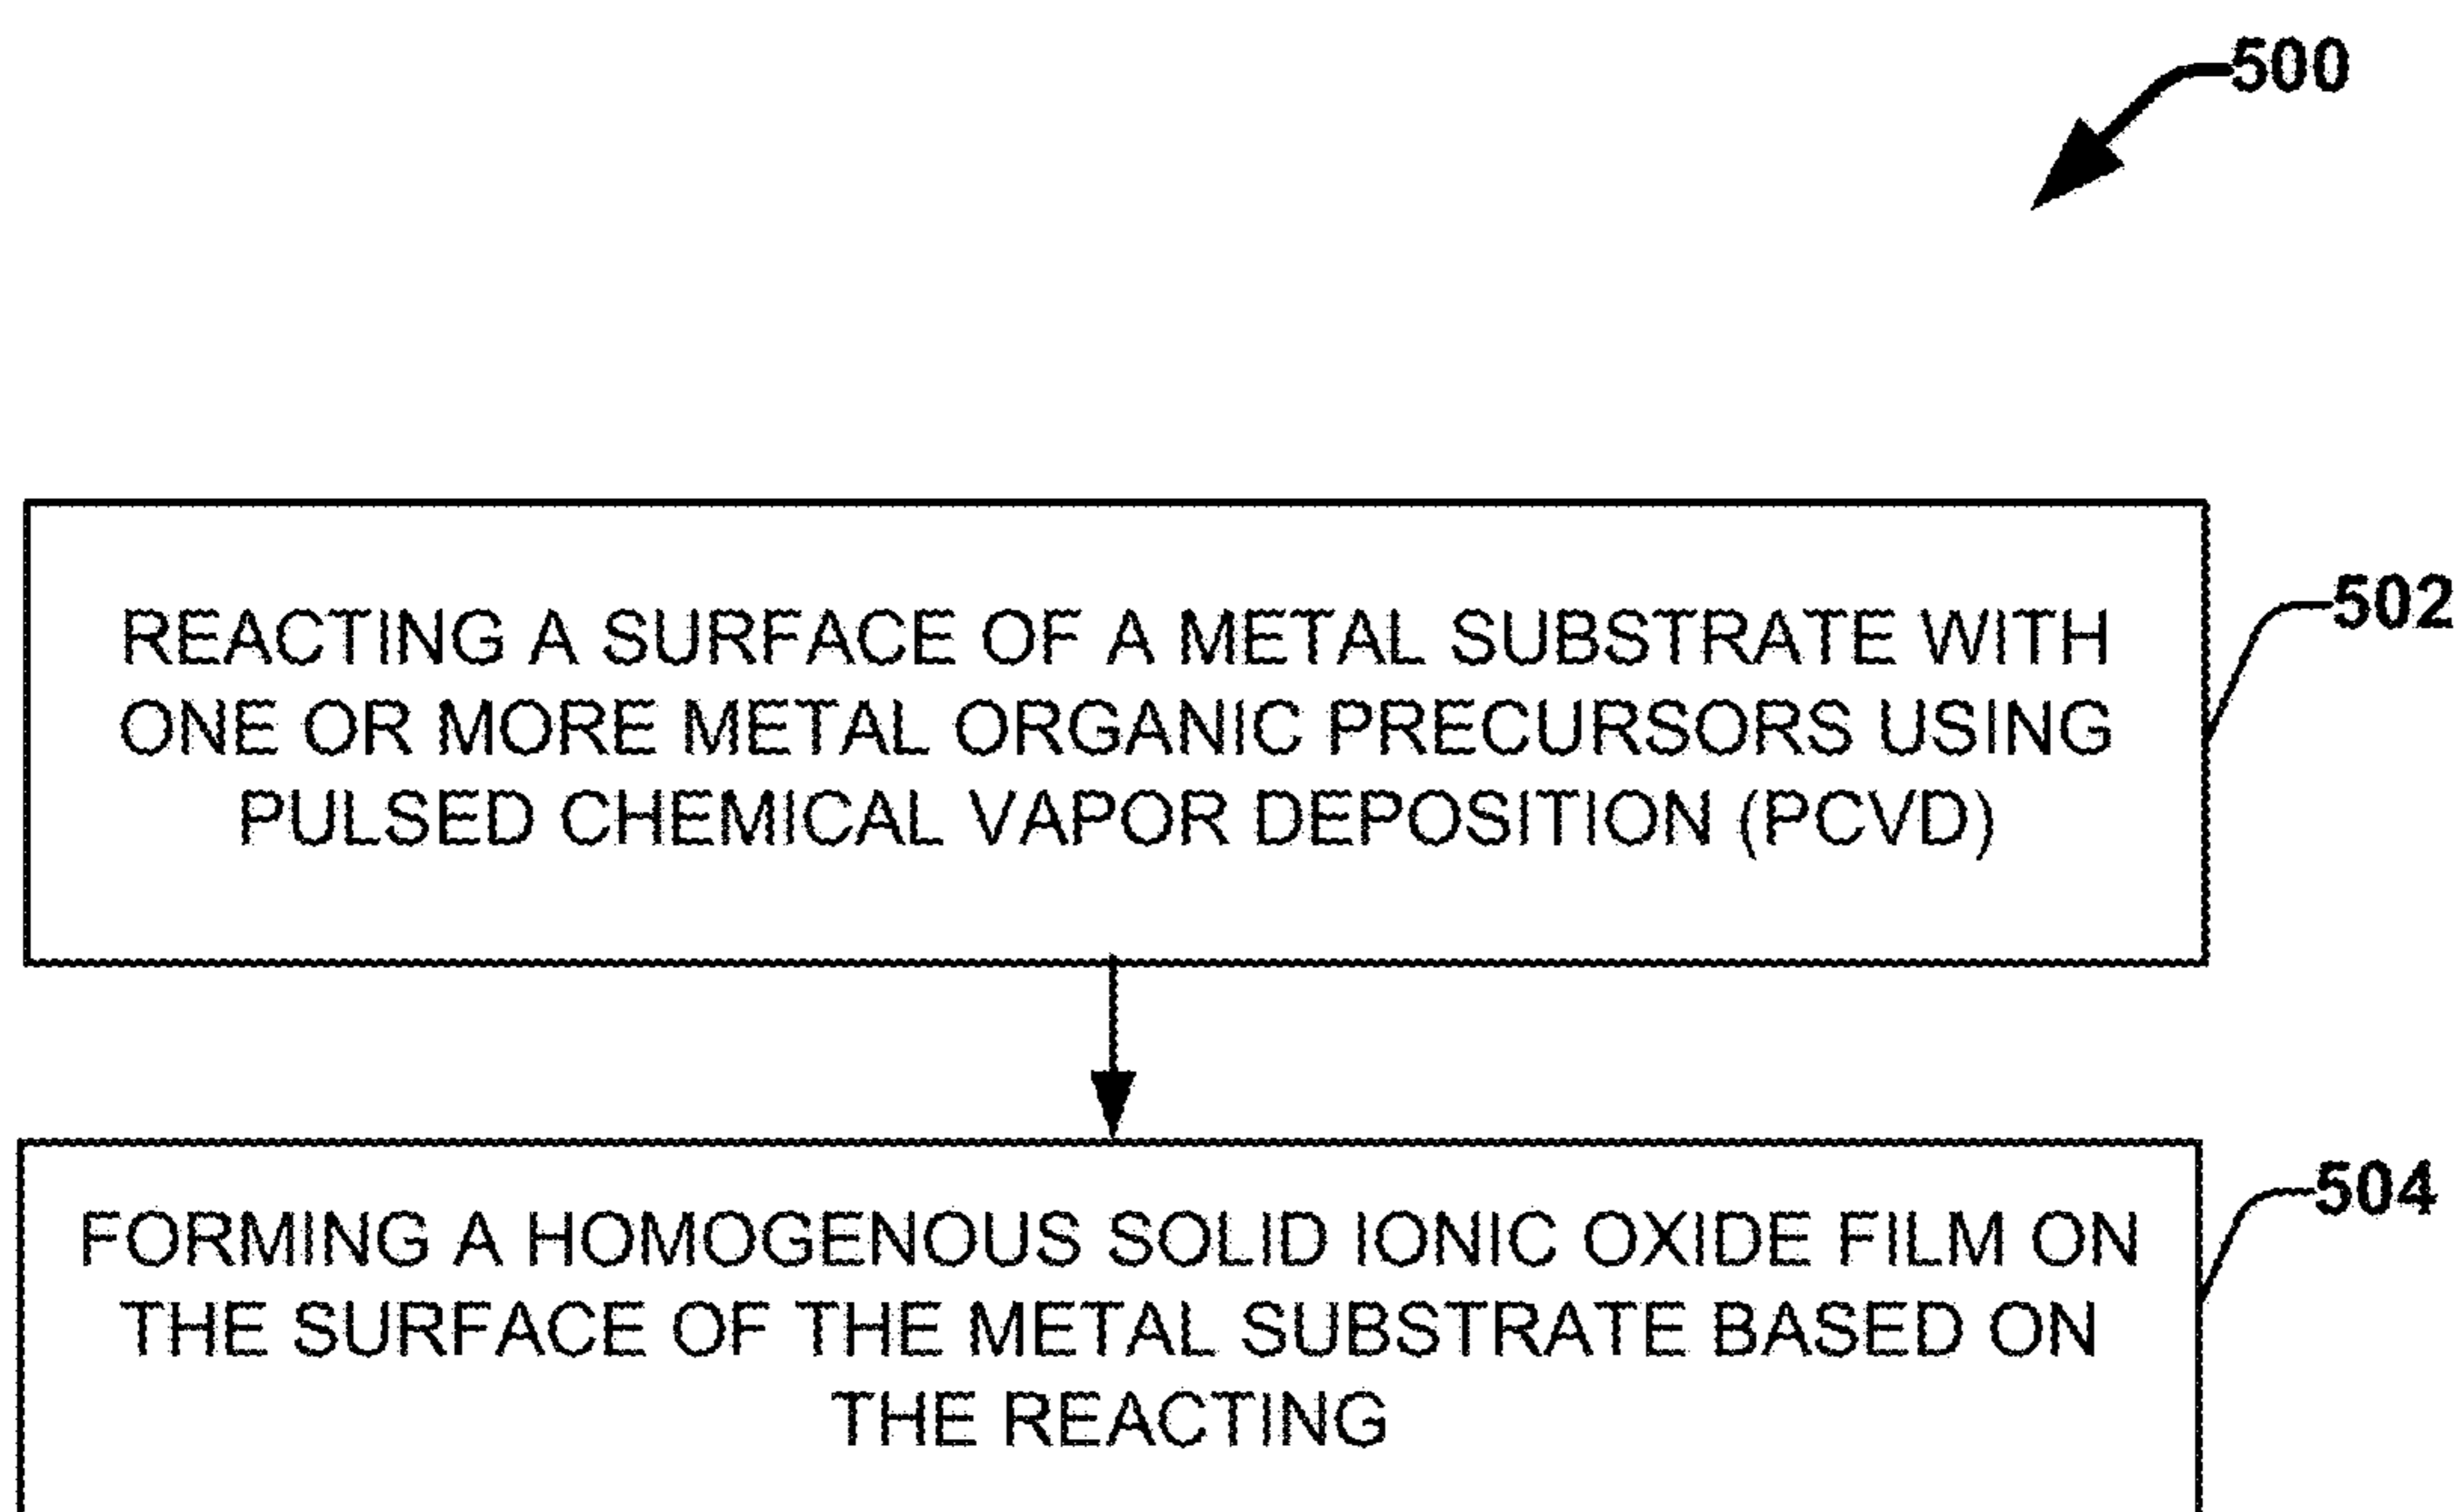 500
REACTING A SURFACE OF A METAL SUBSTRATE WITH
ONE OR MORE METAL ORGANIC PRECURSORS USING
PULSED CHEMICAL VAPOR DEPOSITION (PCVD)
502
FORMING A HOMOGENOUS SOLID IONIC OXIDE FILM ON
THE SURFACE OF THE METAL SUBSTRATE BASED ON
THE REACTING
504